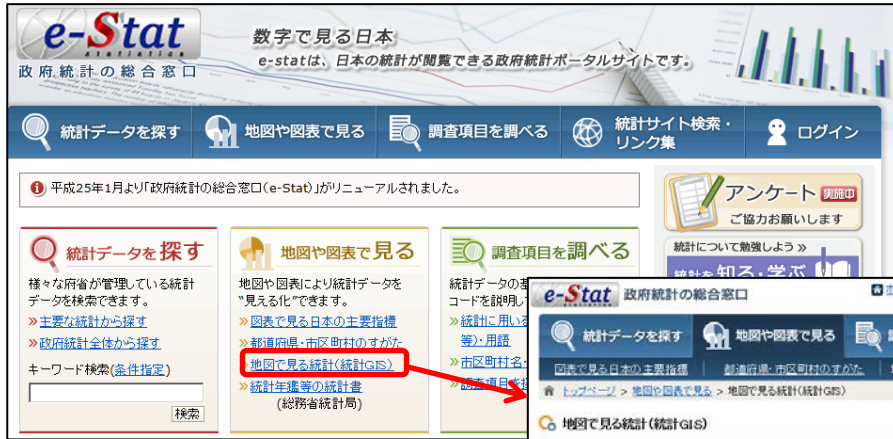 e-Stat
statistics
政府統計の総合窓口
数字で見る日本
e-statは、日本の統計が閲覧できる政府統計ポータルサイトです。
統計データを探す
地図や図表で見る
調査項目を調べる
統計サイト検索・
リンク集
ログイン
平成25年1月より「政府統計の総合窓口(e-Stat)」がリニューアルされました。
アンケート 実施中
ご協力お願いします
統計について勉強しよう »
統計を知る・学ぶ
統計データを探す
様々な府省が管理している統計
データを検索できます。
»主要な統計から探す
»政府統計全体から探す
キーワード検索(条件指定)
検索
地図や図表で見る
地図や図表により統計データを
"見える化"できます。
»図表で見る日本の主要指標
»都道府県・市区町村のすがた
»地図で見る統計(統計GIS)
»統計年鑑等の統計書
(総務省統計局)
調査項目を調べる
統計データの基
コードを説明し
»統計に用いる
等)・用語
»市区町村名・
»調査項目を
e-Stat 政府統計の総合窓口
統計データを探す
地図や図表で見る
図表で見る日本の主要指標
都道府県・市区町村のすがた
トップページ > 地図や図表で見る > 地図で見る統計(統計GIS)
地図で見る統計(統計GIS)